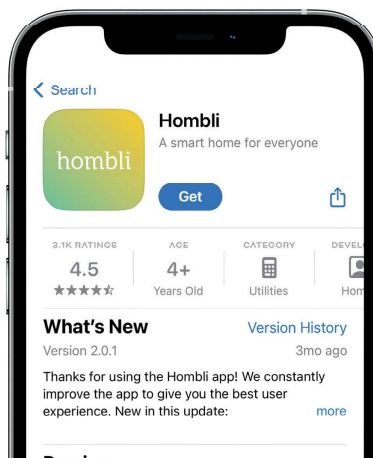 Search
Hombli
A smart home for everyone
hombli
Get
3.1K RATINGS
AGE
CATEGORY
4.5
4+
Years Old
Utilities
What's New
Version History
Version 2.0.1
3mo ago
Thanks for using the Hombli app! We constantly
improve the app to give you the best user
experience. New in this update:
more